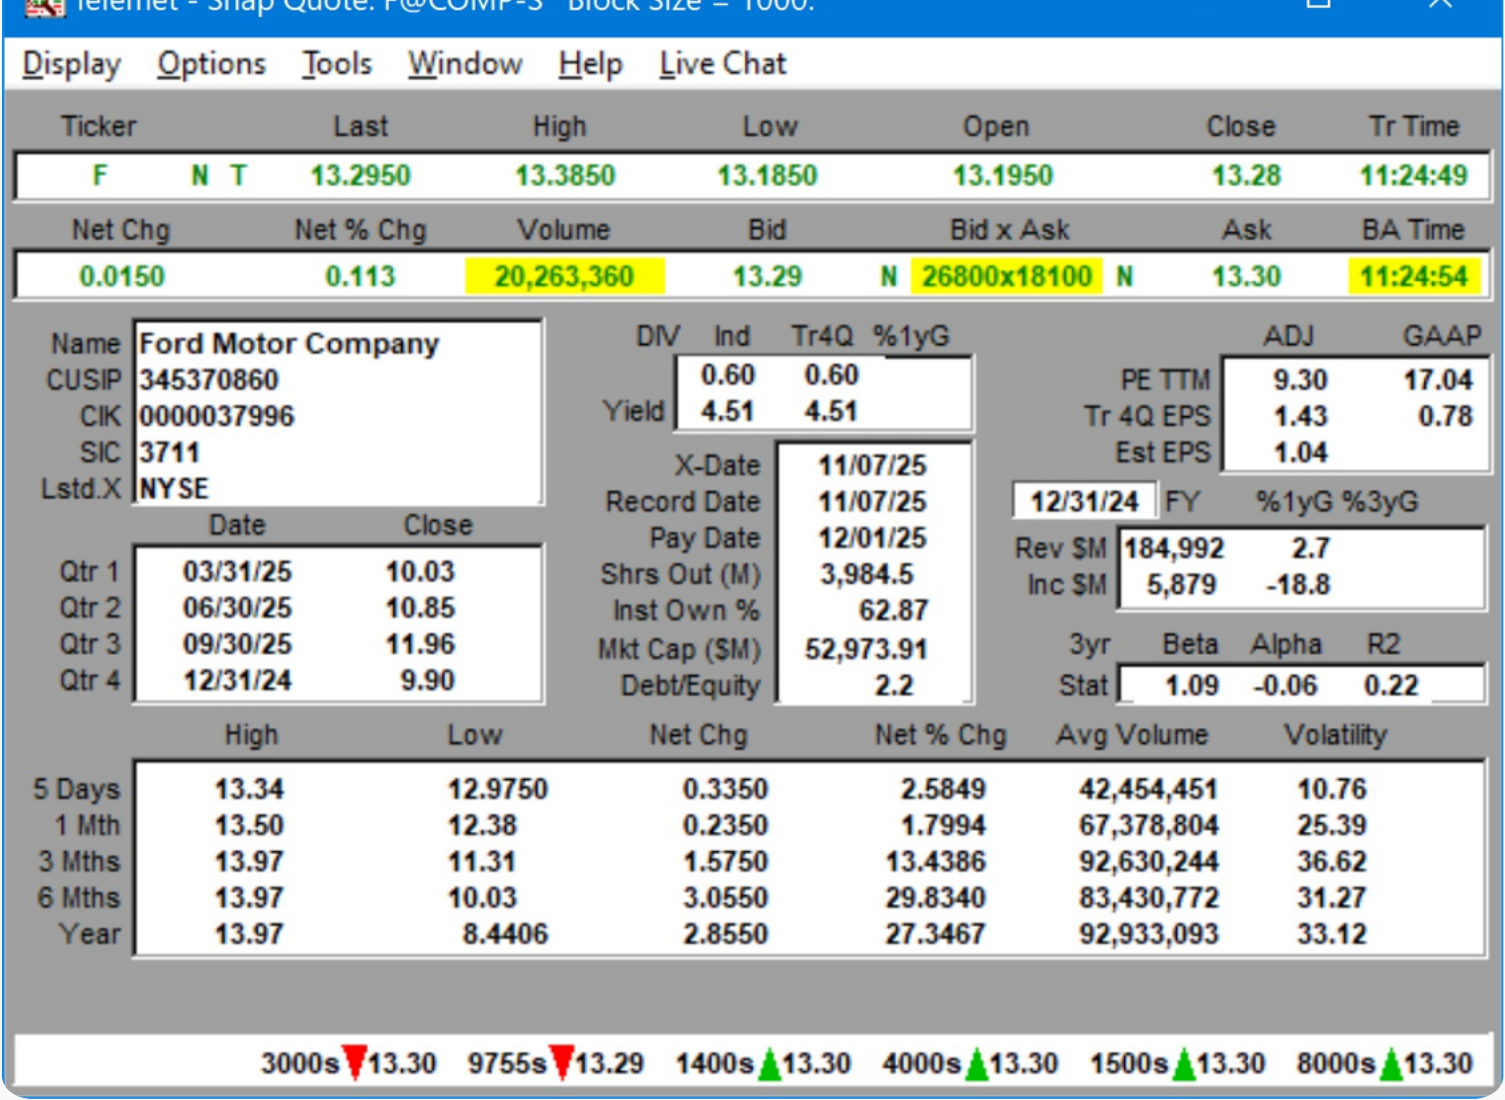 Telemet - Snap Quote: F@COMP-S Block Size = 1000.
Display Options Tools Window Help Live Chat
Ticker Last High Low Open Close Tr Time
F N T 13.2950 13.3850 13.1850 13.1950 13.28 11:24:49
Net Chg Net % Chg Volume Bid Bid x Ask Ask BA Time
0.0150 0.113 20,263,360 13.29 N 26800x18100 N 13.30 11:24:54
Name Ford Motor Company
CUSIP 345370860
CIK 0000037996
SIC 3711
Lstd.X NYSE
Date Close
Qtr 1 03/31/25 10.03
Qtr 2 06/30/25 10.85
Qtr 3 09/30/25 11.96
Qtr 4 12/31/24 9.90
DIV Ind Tr4Q %1yG
0.60 0.60
Yield 4.51 4.51
X-Date 11/07/25
Record Date 11/07/25
Pay Date 12/01/25
Shrs Out (M) 3,984.5
Inst Own % 62.87
Mkt Cap ($M) 52,973.91
Debt/Equity 2.2
ADJ GAAP
PE TTM 9.30 17.04
Tr 4Q EPS 1.43 0.78
Est EPS 1.04
12/31/24 FY %1yG %3yG
Rev $M 184,992 2.7
Inc $M 5,879 -18.8
3yr Beta Alpha R2
Stat 1.09 -0.06 0.22
High Low Net Chg Net % Chg Avg Volume Volatility
5 Days 13.34 12.9750 0.3350 2.5849 42,454,451 10.76
1 Mth 13.50 12.38 0.2350 1.7994 67,378,804 25.39
3 Mths 13.97 11.31 1.5750 13.4386 92,630,244 36.62
6 Mths 13.97 10.03 3.0550 29.8340 83,430,772 31.27
Year 13.97 8.4406 2.8550 27.3467 92,933,093 33.12
3000s 13.30 9755s 13.29 1400s 13.30 4000s 13.30 1500s 13.30 8000s 13.30